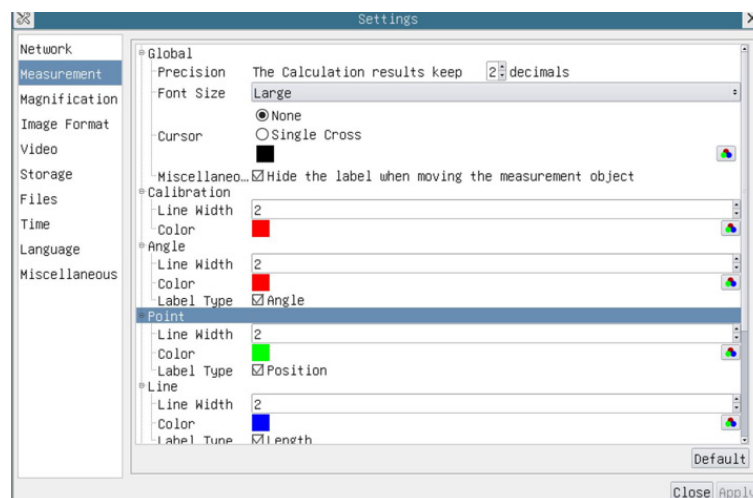 Settings
Network
Measurement
Magnification
Image Format
Video
Storage
Files
Time
Language
Miscellaneous
Global
Precision The Calculation results keep 2 decimals
Font Size Large
None
Cursor Single Cross
Miscellaneo... Hide the label when moving the measurement object
Calibration
Line Width 2
Color
Angle
Line Width 2
Color
Label Type Angle
Point
Line Width 2
Color
Label Type Position
Line
Line Width 2
Color
Label Type Length
Default
Close Apply